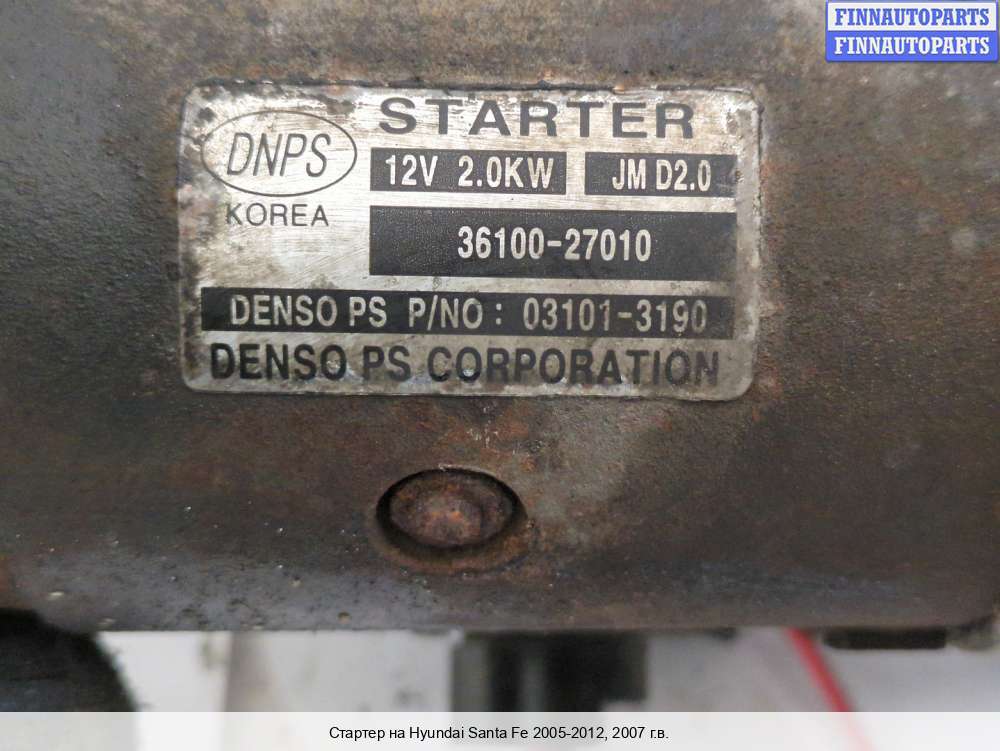 FINNAUTOPARTS
FINNAUTOPARTS
STARTER
DNPS
12V 2.0KW JM D2.0
KOREA
36100-27010
DENSO PS P/NO : 03101-3190
DENSO PS CORPORATION
Стартер на Hyundai Santa Fe 2005-2012, 2007 г.в.